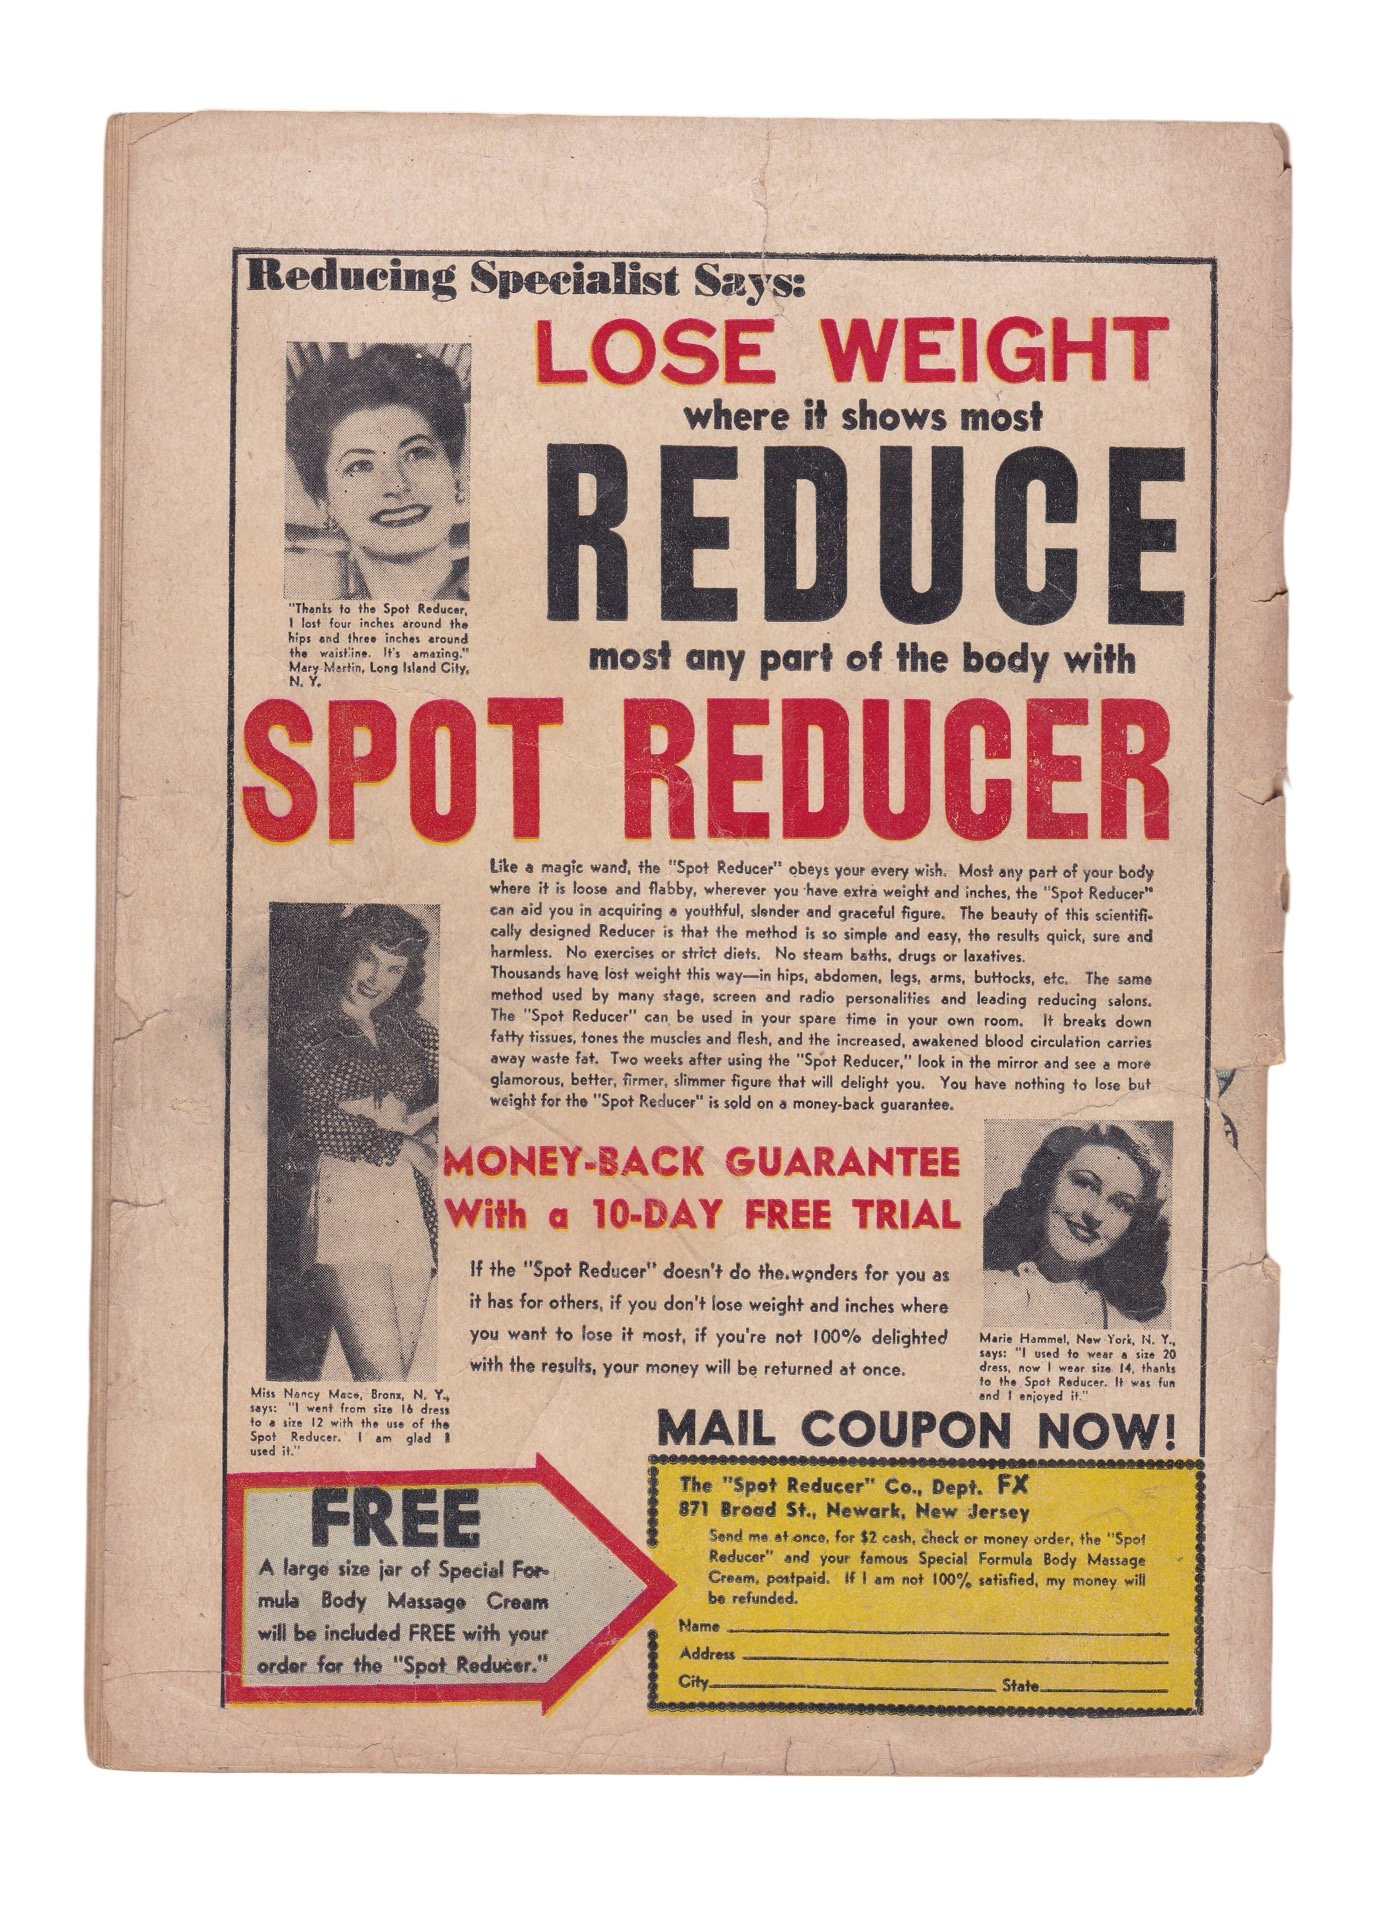 Reducing Specialist Says:
LOSE WEIGHT
where it shows most
REDUCE
most any part of the body with
"Thanks to the Spot Reducer,
I lost four inches around the
hips and three inches around
the waistline. It's amazing."
Mary Martin, Long Island City,
N. Y.
SPOT REDUCER
Like a magic wand, the "Spot Reducer" obeys your every wish. Most any part of your body
where it is loose and flabby, wherever you have extra weight and inches, the "Spot Reducer"
can aid you in acquiring a youthful, slender and graceful figure. The beauty of this scientifi-
cally designed Reducer is that the method is so simple and easy, the results quick, sure and
harmless. No exercises or strict diets. No steam baths, drugs or laxatives.
Thousands have lost weight this way—in hips, abdomen, legs, arms, buttocks, etc. The same
method used by many stage, screen and radio personalities and leading reducing salons.
The "Spot Reducer" can be used in your spare time in your own room. It breaks down
fatty tissues, tones the muscles and flesh, and the increased, awakened blood circulation carries
away waste fat. Two weeks after using the "Spot Reducer," look in the mirror and see a more
glamorous, better, firmer, slimmer figure that will delight you. You have nothing to lose but
weight for the "Spot Reducer" is sold on a money-back guarantee.
MONEY-BACK GUARANTEE
With a 10-DAY FREE TRIAL
If the "Spot Reducer" doesn't do the wonders for you as
it has for others, if you don't lose weight and inches where
you want to lose it most, if you're not 100% delighted
with the results, your money will be returned at once.
Miss Nancy Mace, Bronx, N. Y.,
says: "I went from size 16 dress
to a size 12 with the use of the
Spot Reducer. I am glad I
used it."
Marie Hammel, New York, N. Y.,
says: "I used to wear a size 20
dress, now I wear size 14, thanks
to the Spot Reducer. It was fun
and I enjoyed it."
MAIL COUPON NOW!
FREE
A large size jar of Special For-
mula Body Massage Cream
will be included FREE with your
order for the "Spot Reducer."
The "Spot Reducer" Co., Dept. FX
871 Broad St., Newark, New Jersey
Send me at once, for $2 cash, check or money order, the "Spot
Reducer" and your famous Special Formula Body Massage
Cream, postpaid. If I am not 100% satisfied, my money will
be refunded.
Name
Address
City State